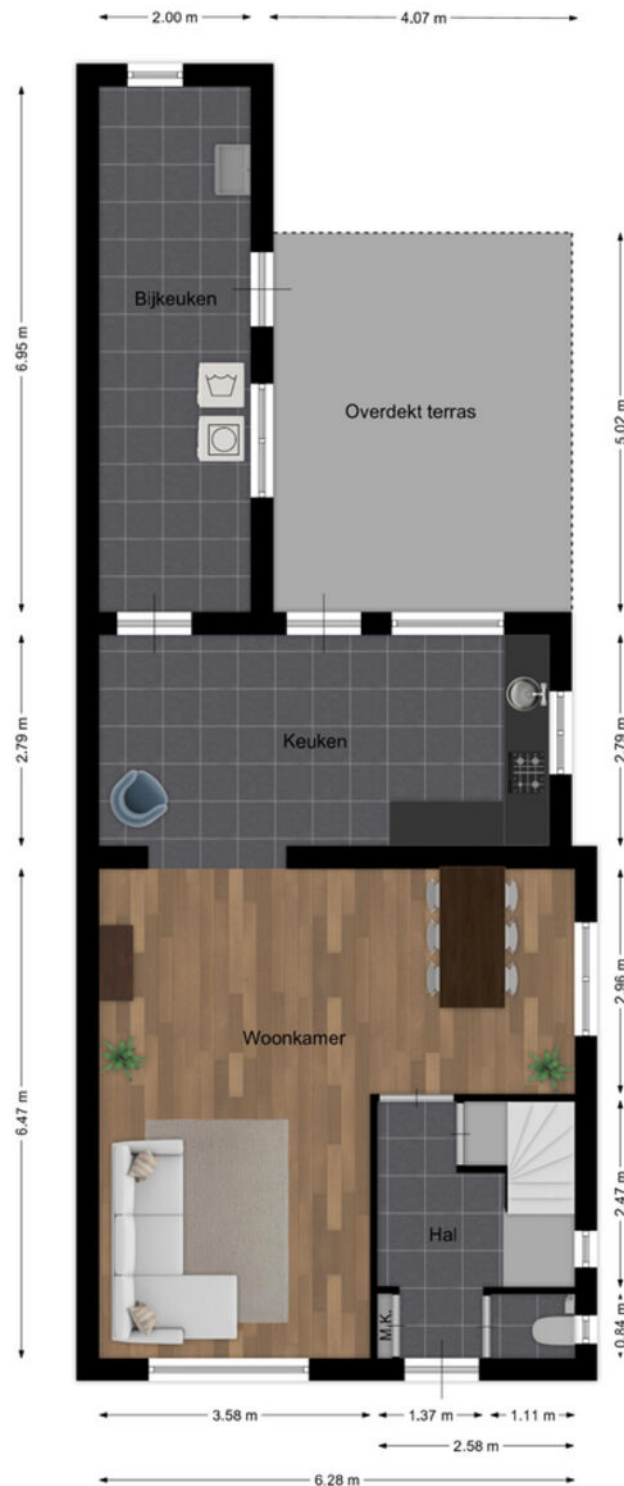 2.00 m
4.07 m
6.95 m
Bijkeuken
5.02 m
Overdekt terras
2.79 m
Keuken
2.79 m
6.47 m
Woonkamer
2.96 m
2.47 m
Hal
M.K.
0.84 m
3.58 m
1.37 m
1.11 m
2.58 m
6.28 m